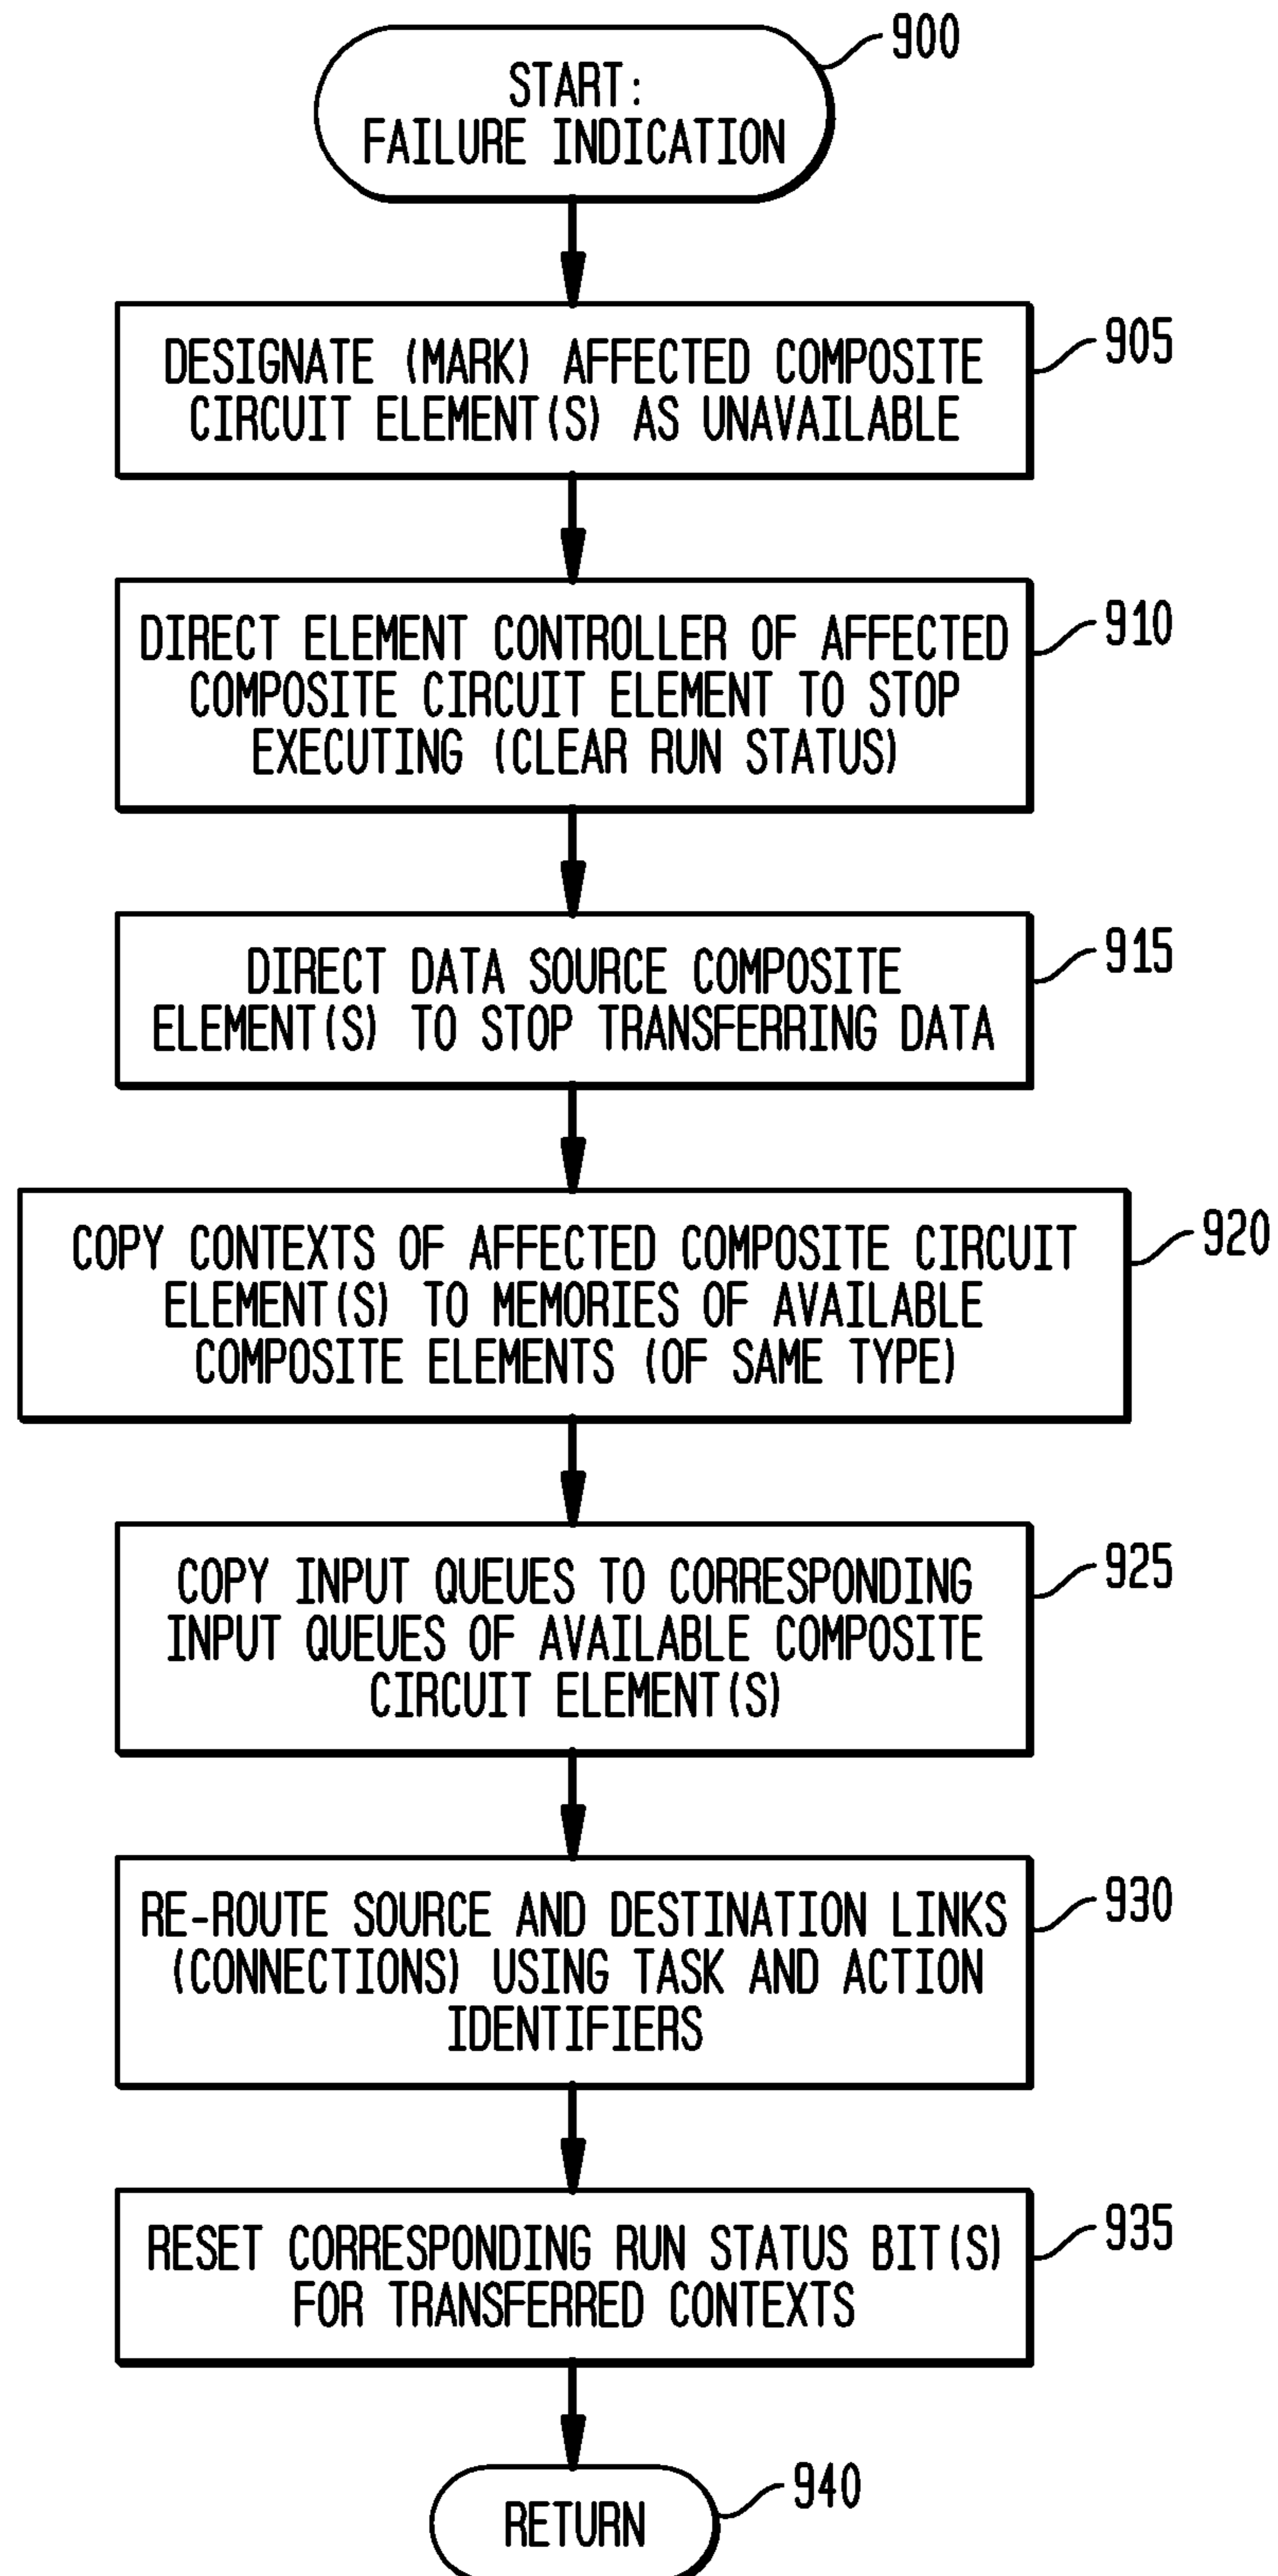 900
START:
FAILURE INDICATION
905
DESIGNATE (MARK) AFFECTED COMPOSITE
CIRCUIT ELEMENT(S) AS UNAVAILABLE
910
DIRECT ELEMENT CONTROLLER OF AFFECTED
COMPOSITE CIRCUIT ELEMENT TO STOP
EXECUTING (CLEAR RUN STATUS)
915
DIRECT DATA SOURCE COMPOSITE
ELEMENT(S) TO STOP TRANSFERRING DATA
920
COPY CONTEXTS OF AFFECTED COMPOSITE CIRCUIT
ELEMENT(S) TO MEMORIES OF AVAILABLE
COMPOSITE ELEMENTS (OF SAME TYPE)
925
COPY INPUT QUEUES TO CORRESPONDING
INPUT QUEUES OF AVAILABLE COMPOSITE
CIRCUIT ELEMENT(S)
930
RE-ROUTE SOURCE AND DESTINATION LINKS
(CONNECTIONS) USING TASK AND ACTION
IDENTIFIERS
935
RESET CORRESPONDING RUN STATUS BIT(S)
FOR TRANSFERRED CONTEXTS
940
RETURN